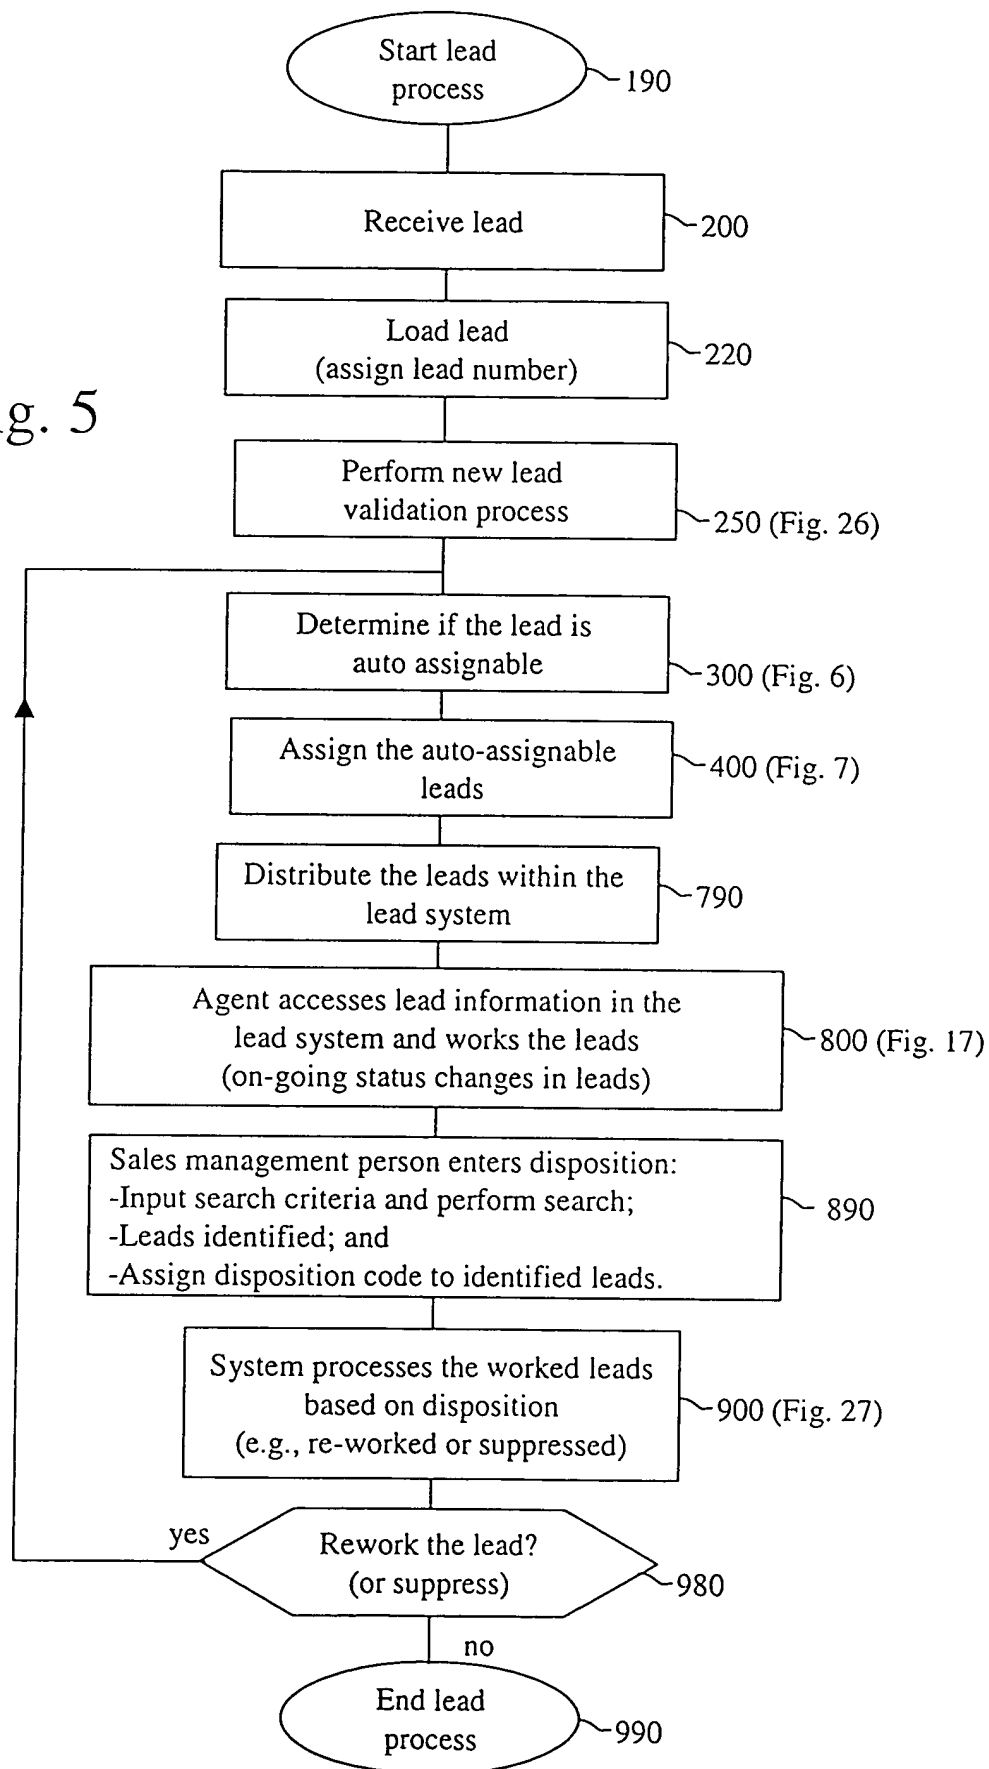 Start lead
process
190
Receive lead
200
Load lead
(assign lead number)
220
g. 5
Perform new lead
validation process
250 (Fig. 26)
Determine if the lead is
auto assignable
300 (Fig. 6)
Assign the auto-assignable
leads
400 (Fig. 7)
Distribute the leads within the
lead system
790
Agent accesses lead information in the
lead system and works the leads
(on-going status changes in leads)
800 (Fig. 17)
Sales management person enters disposition:
-Input search criteria and perform search;
-Leads identified; and
-Assign disposition code to identified leads.
890
System processes the worked leads
based on disposition
(e.g., re-worked or suppressed)
900 (Fig. 27)
yes
Rework the lead?
(or suppress)
980
no
End lead
process
990